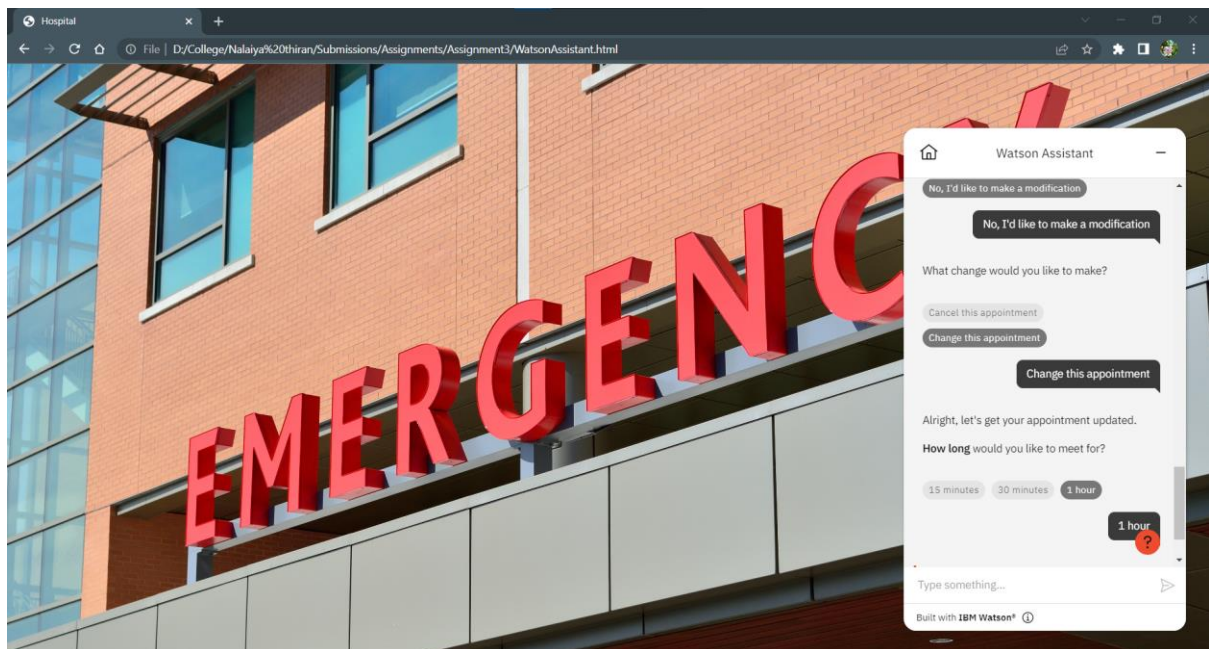 Hospital
File | D:/College/Nalaiya%20thiran/Submissions/Assignments/Assignment3/WatsonAssistant.html
EMERGENCY
Watson Assistant
No, I'd like to make a modification
No, I'd like to make a modification
What change would you like to make?
Cancel this appointment
Change this appointment
Change this appointment
Alright, let's get your appointment updated.
How long would you like to meet for?
15 minutes 30 minutes 1 hour
1 hour
?
Type something...
Built with IBM Watson®